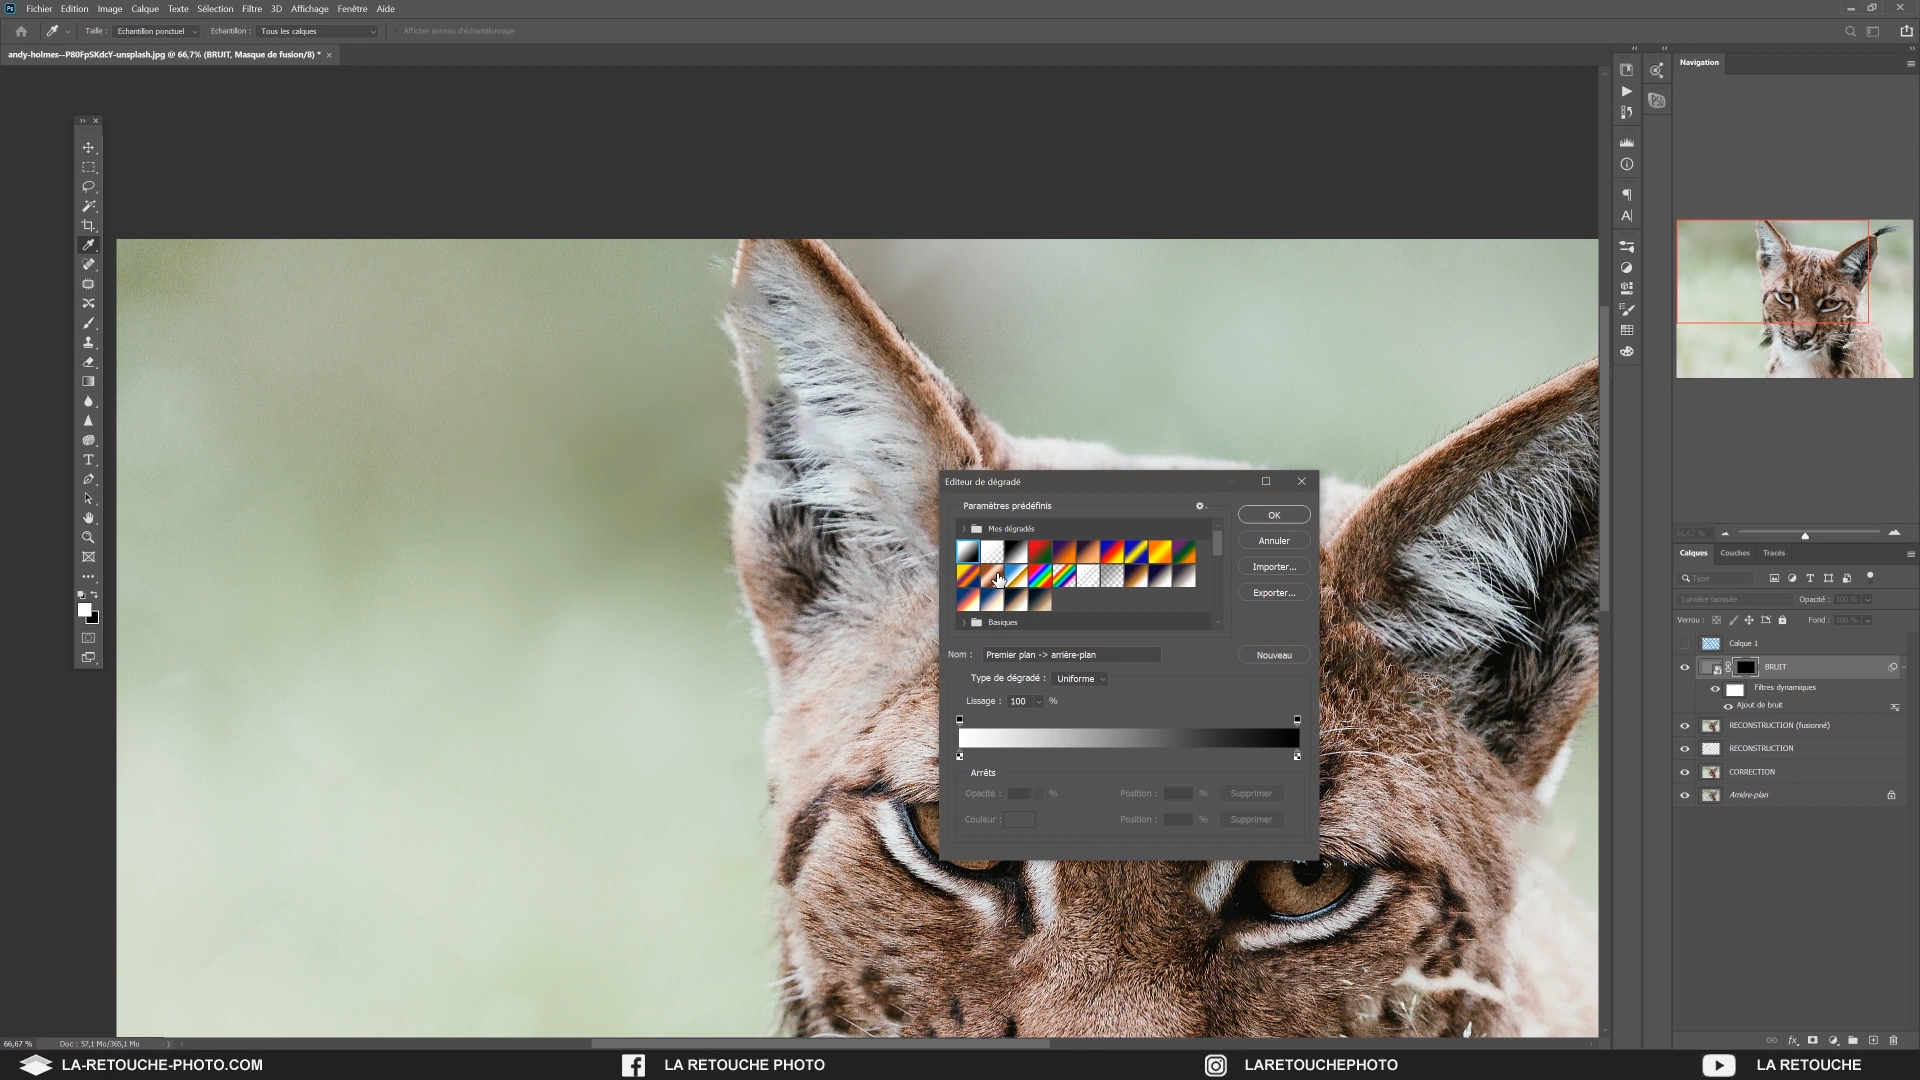 Fichier Edition Image Calque Texte Sélection Filtre 3D Affichage Fenêtre Aide
Taille : Echantillon ponctuel Echantillon : Tous les calques Afficher anneau d'échantillonnage
andy-holmes--P80FpSKdcY-unsplash.jpg @ 66,7% (BRUIT, Masque de fusion/8) *
Navigation
66,67 %
Editeur de dégradé
Paramètres prédéfinis
Mes dégradés
Basiques
OK
Annuler
Importer...
Exporter...
Nom : Premier plan -> arrière-plan
Nouveau
Type de dégradé : Uniforme
Lissage : 100 %
Arrêts
Opacité : % Position : % Supprimer
Couleur : Position : % Supprimer
Calques Couches Tracés
Type
Lumière tamisée Opacité : 100 %
Verrou : Fond : 100 %
Calque 1
BRUIT
Filtres dynamiques
Ajout de bruit
RECONSTRUCTION (fusionné)
RECONSTRUCTION
CORRECTION
Arrière-plan
66,67 % Doc : 57,1 Mo/365,1 Mo
LA-RETOUCHE-PHOTO.COM LA RETOUCHE PHOTO LARETOUCHEPHOTO LA RETOUCHE